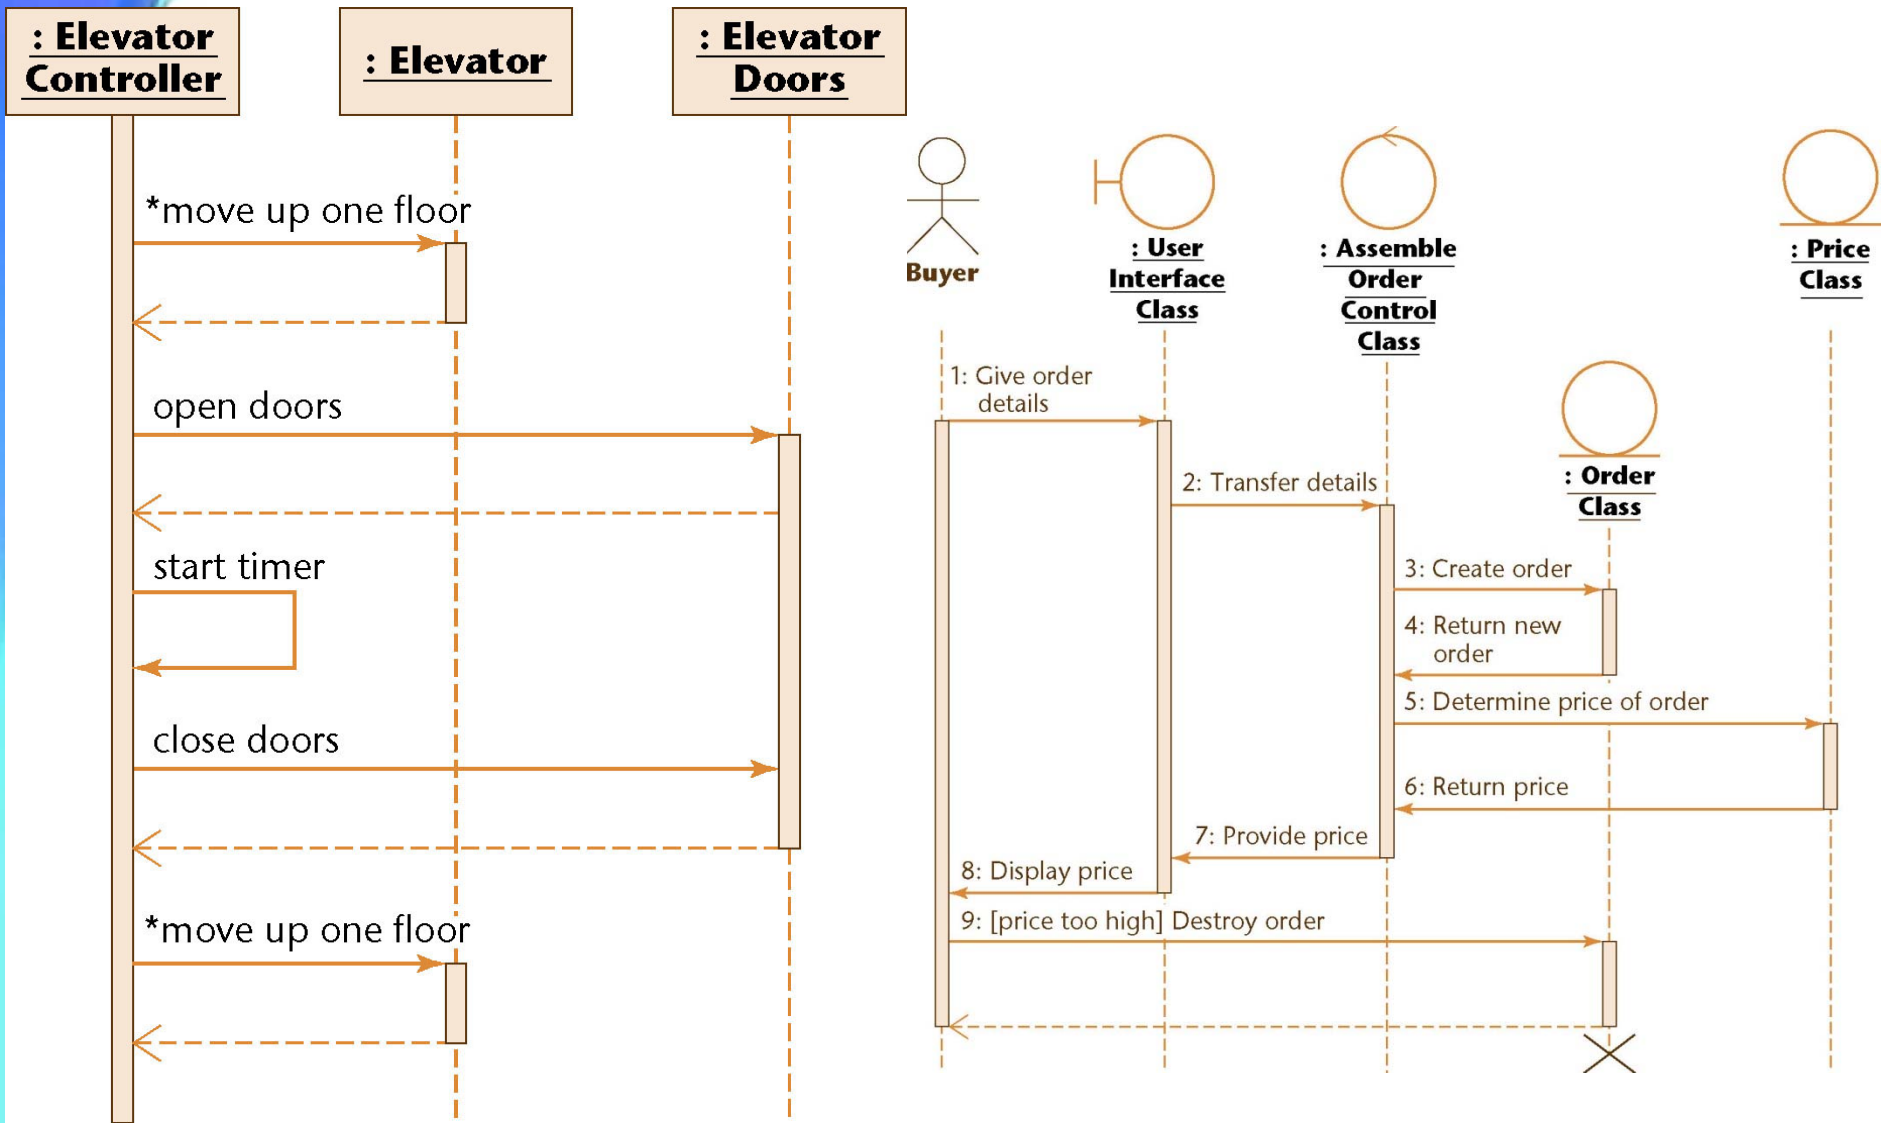 : Elevator
Controller
: Elevator
: Elevator
Doors
*move up one floor
open doors
start timer
close doors
*move up one floor
Buyer
: User
Interface
Class
: Assemble
Order
Control
Class
: Price
Class
: Order
Class
1: Give order
details
2: Transfer details
3: Create order
4: Return new
order
5: Determine price of order
6: Return price
7: Provide price
8: Display price
9: [price too high] Destroy order